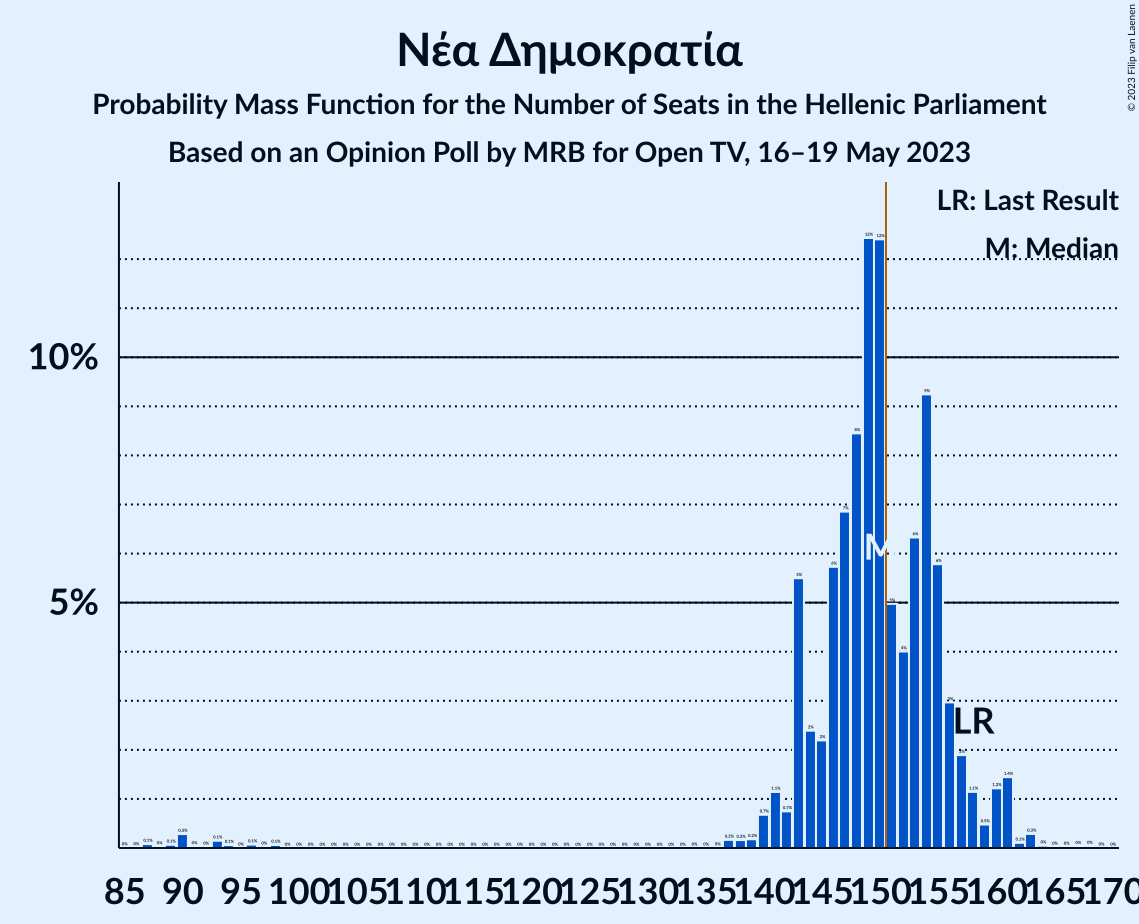 Νέα Δημοκρατία
Probability Mass Function for the Number of Seats in the Hellenic Parliament
Based on an Opinion Poll by MRB for Open TV, 16–19 May 2023
© 2023 Filip van Laenen
LR: Last Result
M: Median
10%
5%
M
LR
85 90 95 100 105 110 115 120 125 130 135 140 145 150 155 160 165 170